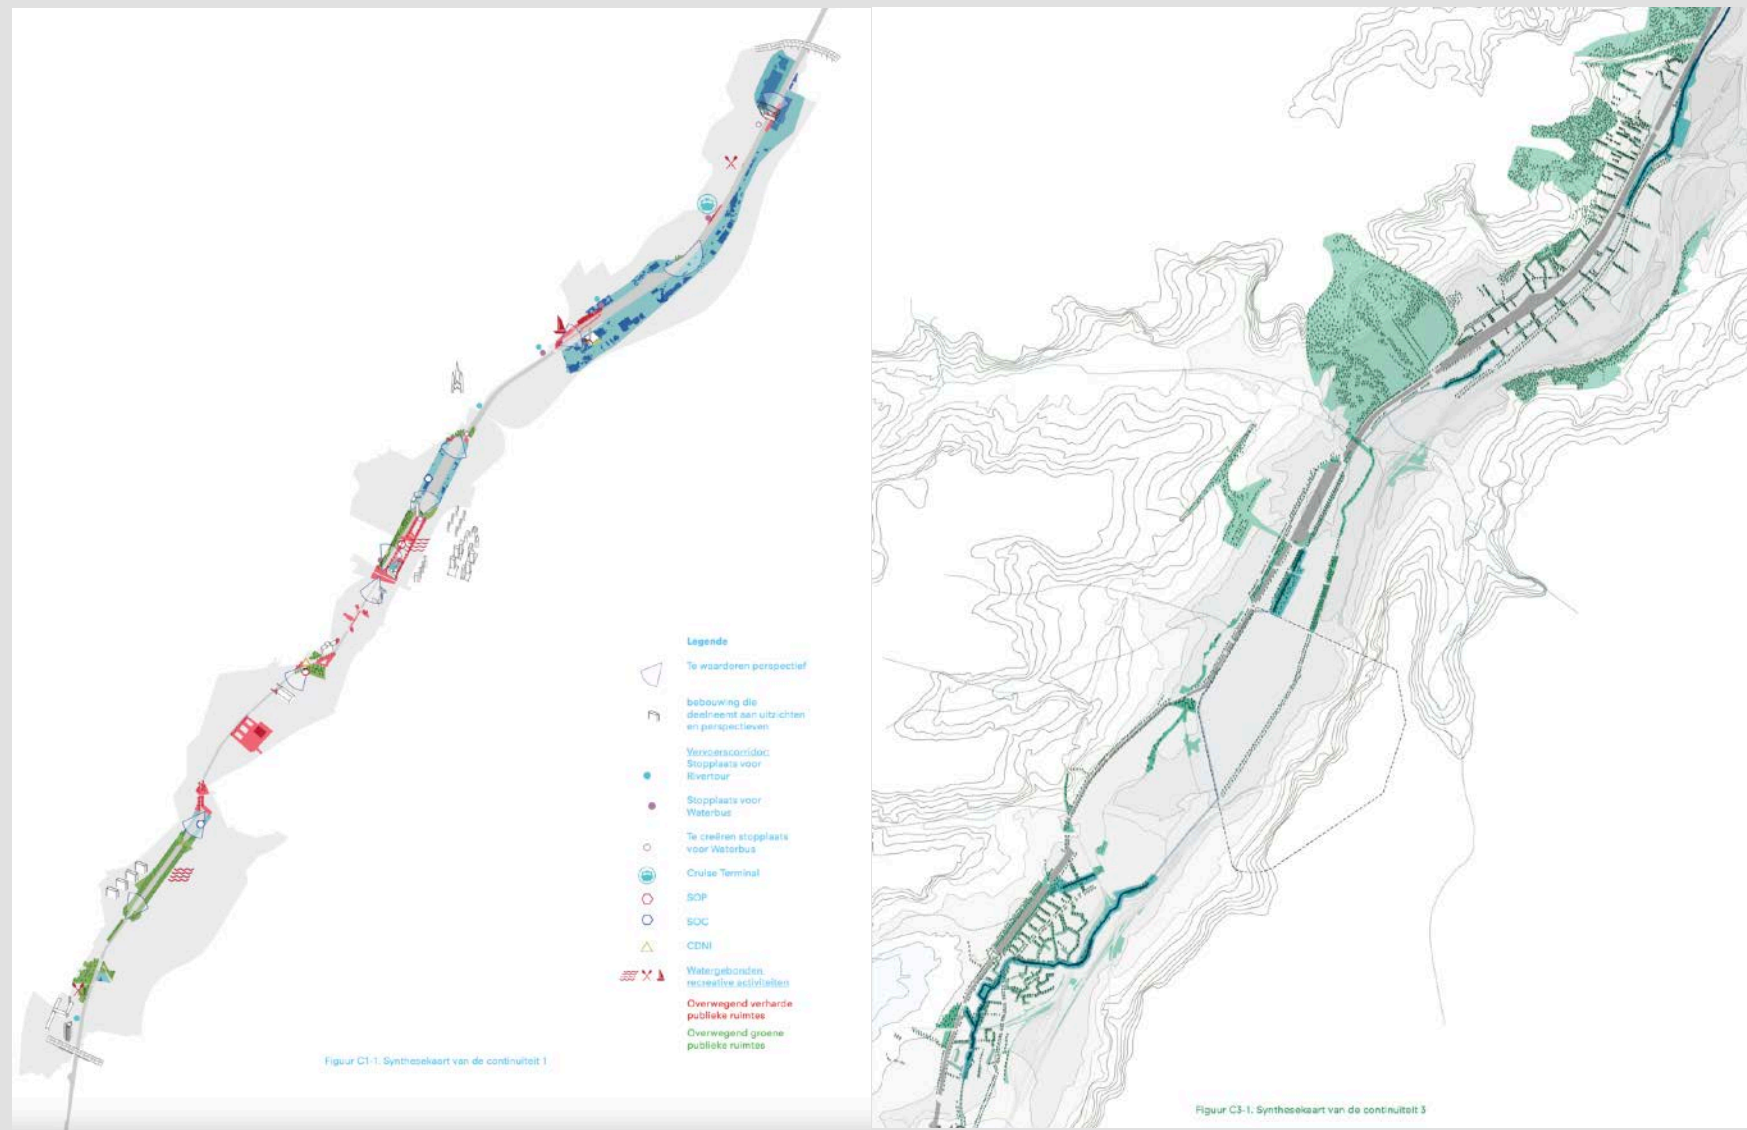 Legende
Te waarderen perspectief
bebouwing die
deelneemt aan uitzichten
en perspectieven
Vervoerscorridor:
Stopplaats voor
Rivertour
Stopplaats voor
Waterbus
Te creëren stopplaats
voor Waterbus
Cruise Terminal
SOP
SOC
CDNI
Watergebonden
recreative activiteiten
Overwegend verharde
publieke ruimtes
Overwegend groene
publieke ruimtes
Figuur C1-1. Synthesekaart van de continuïteit 1
Figuur C3-1. Synthesekaart van de continuïteit 3